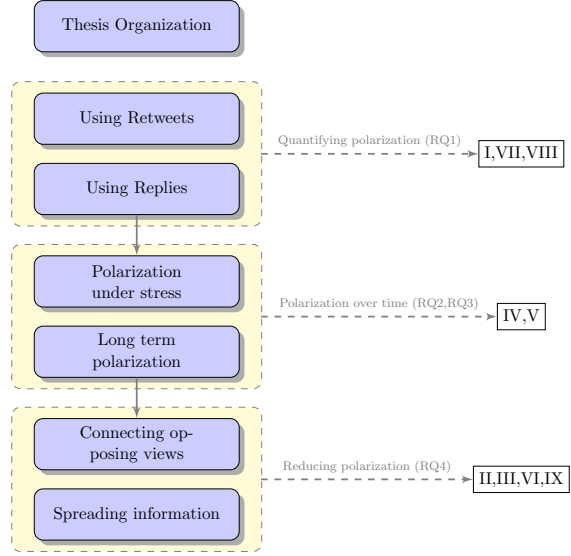 Thesis Organization
Using Retweets
Quantifying polarization (RQ1)
I,VII,VIII
Using Replies
Polarization
under stress
Polarization over time (RQ2,RQ3)
IV,V
Long term
polarization
Connecting op-
posing views
Reducing polarization (RQ4)
II,III,VI,IX
Spreading information